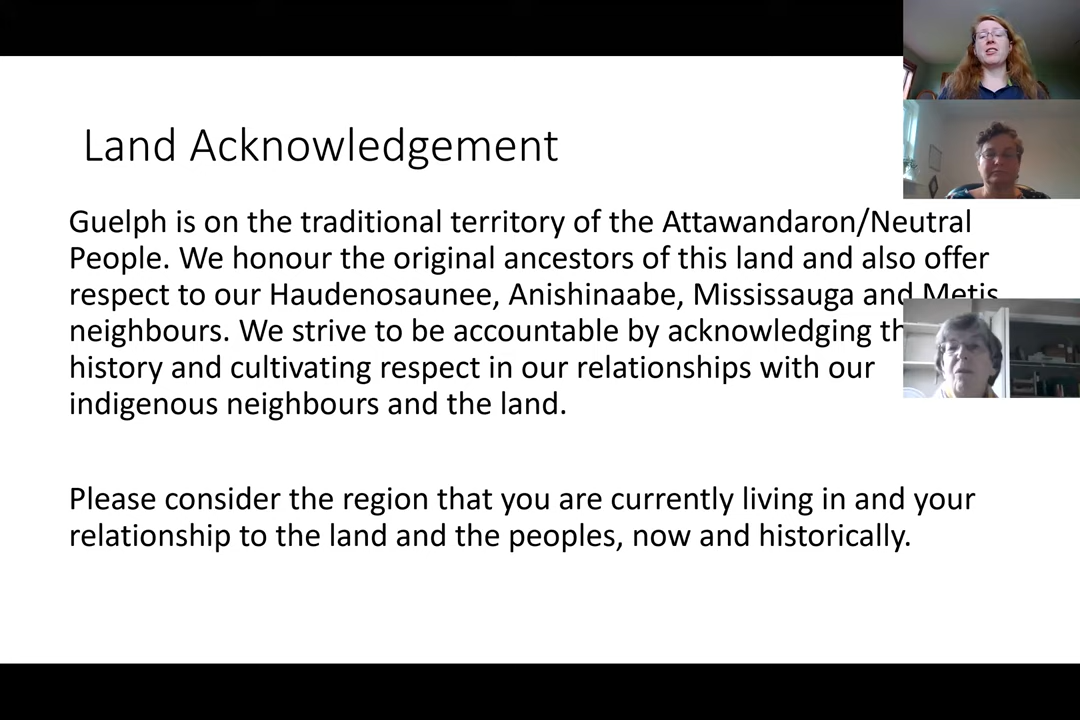 Land Acknowledgement
Guelph is on the traditional territory of the Attawandaron/Neutral
People. We honour the original ancestors of this land and also offer
respect to our Haudenosaunee, Anishinaabe, Mississauga and Metis
neighbours. We strive to be accountable by acknowledging
history and cultivating respect in our relationships with our
indigenous neighbours and the land.
Please consider the region that you are currently living in and your
relationship to the land and the peoples, now and historically.